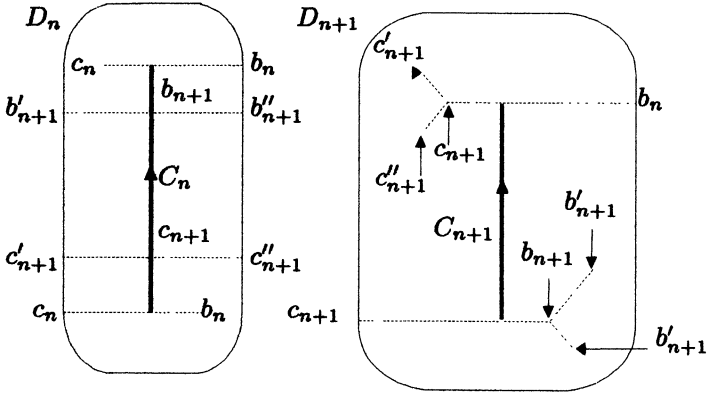 D_n
c_n b_n
b_{n+1}
b'_{n+1} b''_{n+1}
C_n
c_{n+1}
c'_{n+1} c''_{n+1}
c_n b_n
D_{n+1}
c'_{n+1}
b_n
c_{n+1}
c''_{n+1}
b'_{n+1}
C_{n+1}
b_{n+1}
c_{n+1}
b'_{n+1}